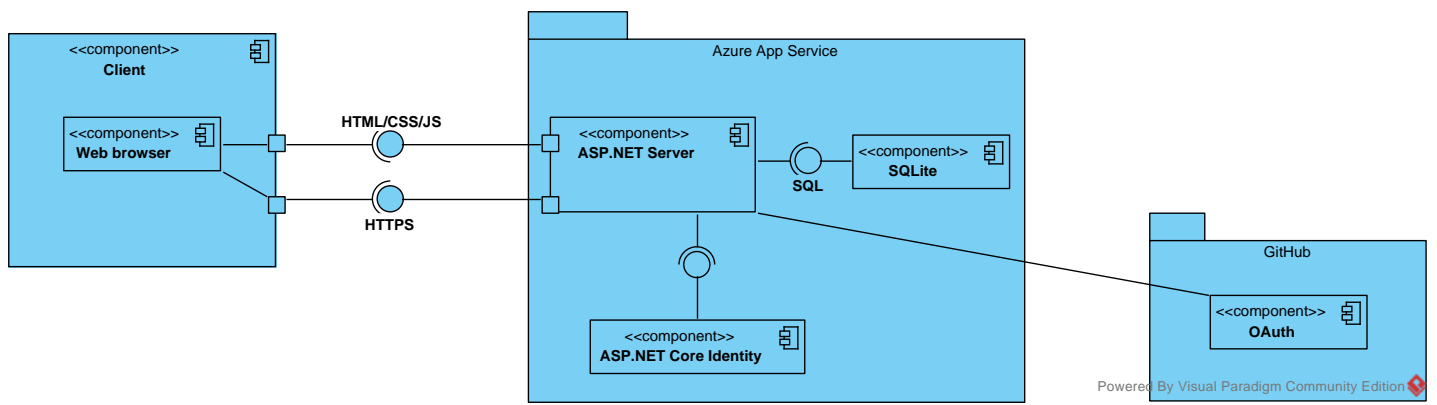 <<component>>
Client
<<component>>
Web browser
HTML/CSS/JS
HTTPS
Azure App Service
<<component>>
ASP.NET Server
SQL
<<component>>
SQLite
<<component>>
ASP.NET Core Identity
GitHub
<<component>>
OAuth
Powered By Visual Paradigm Community Edition